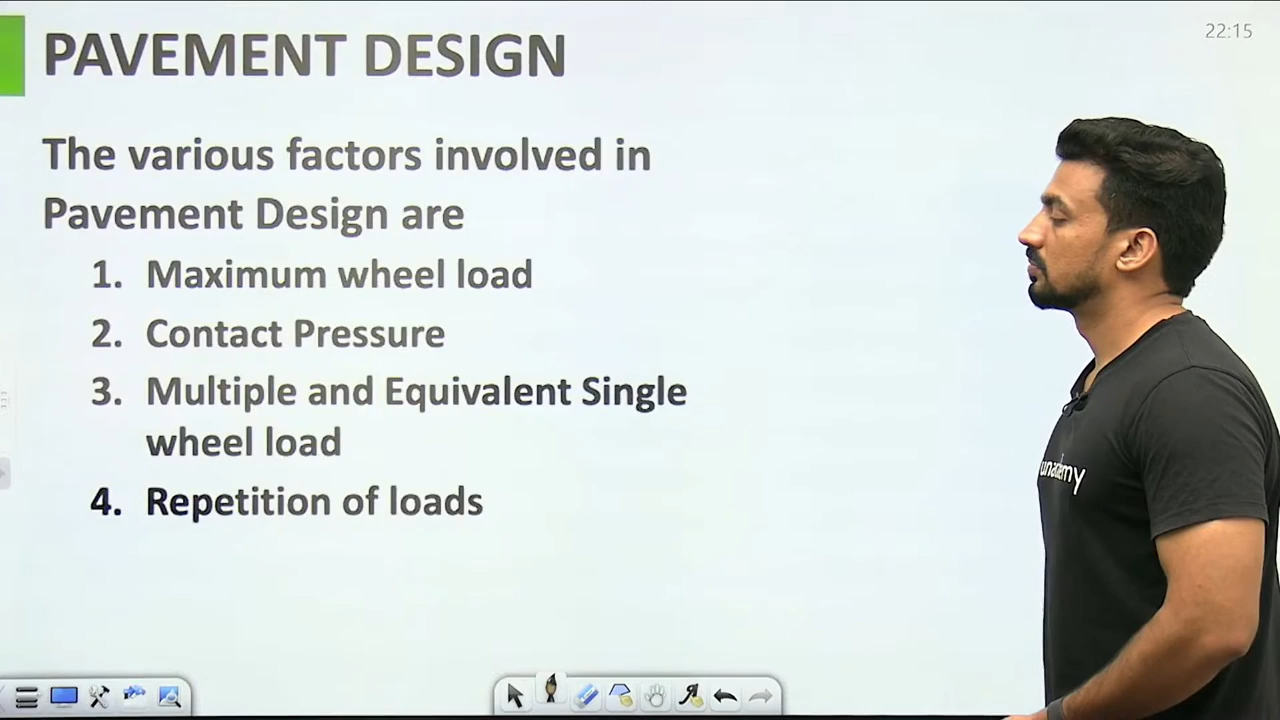 22:15
PAVEMENT DESIGN
The various factors involved in
Pavement Design are
1. Maximum wheel load
2. Contact Pressure
3. Multiple and Equivalent Single
wheel load
4. Repetition of loads
unacademy